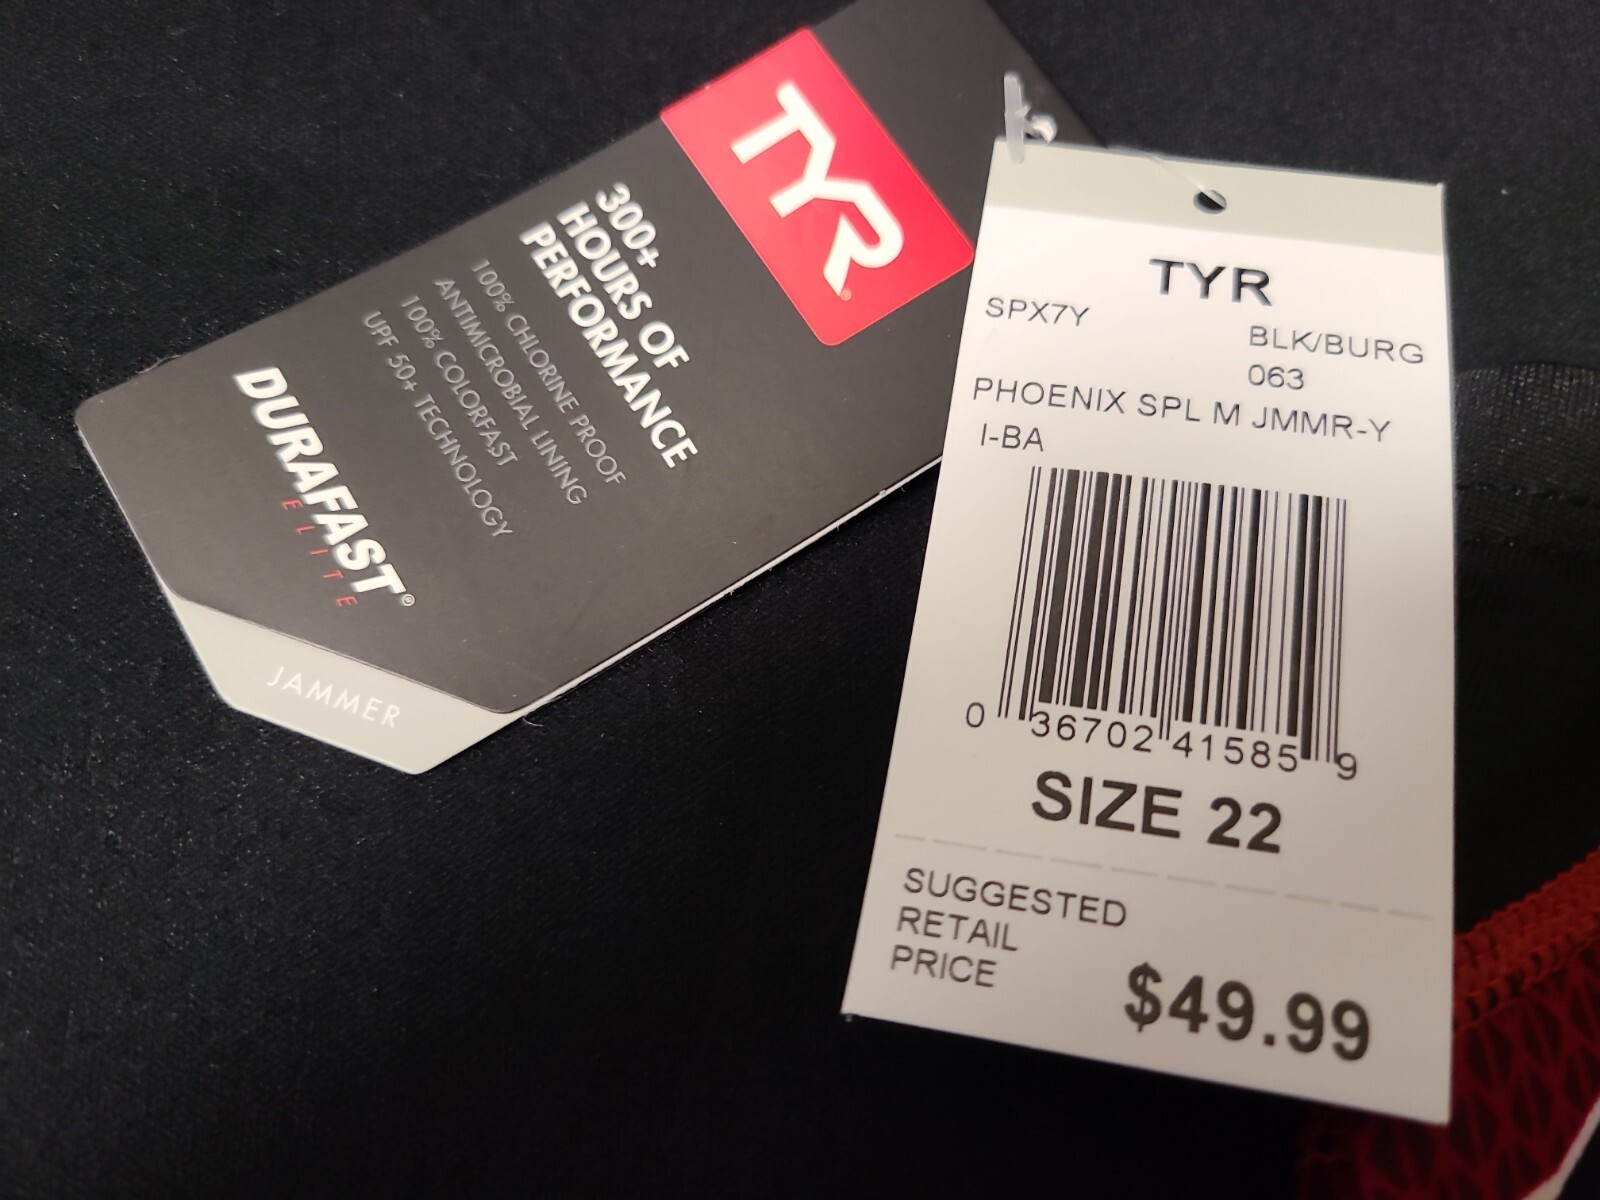 TYR
300+
HOURS OF
PERFORMANCE
100% CHLORINE PROOF
ANTIMICROBIAL LINING
100% COLORFAST
UPF 50+ TECHNOLOGY
DURAFAST®
ELITE
JAMMER
TYR
SPX7Y
BLK/BURG
063
PHOENIX SPL M JMMR-Y
I-BA
0 36702 41585 9
SIZE 22
SUGGESTED
RETAIL
PRICE
$49.99